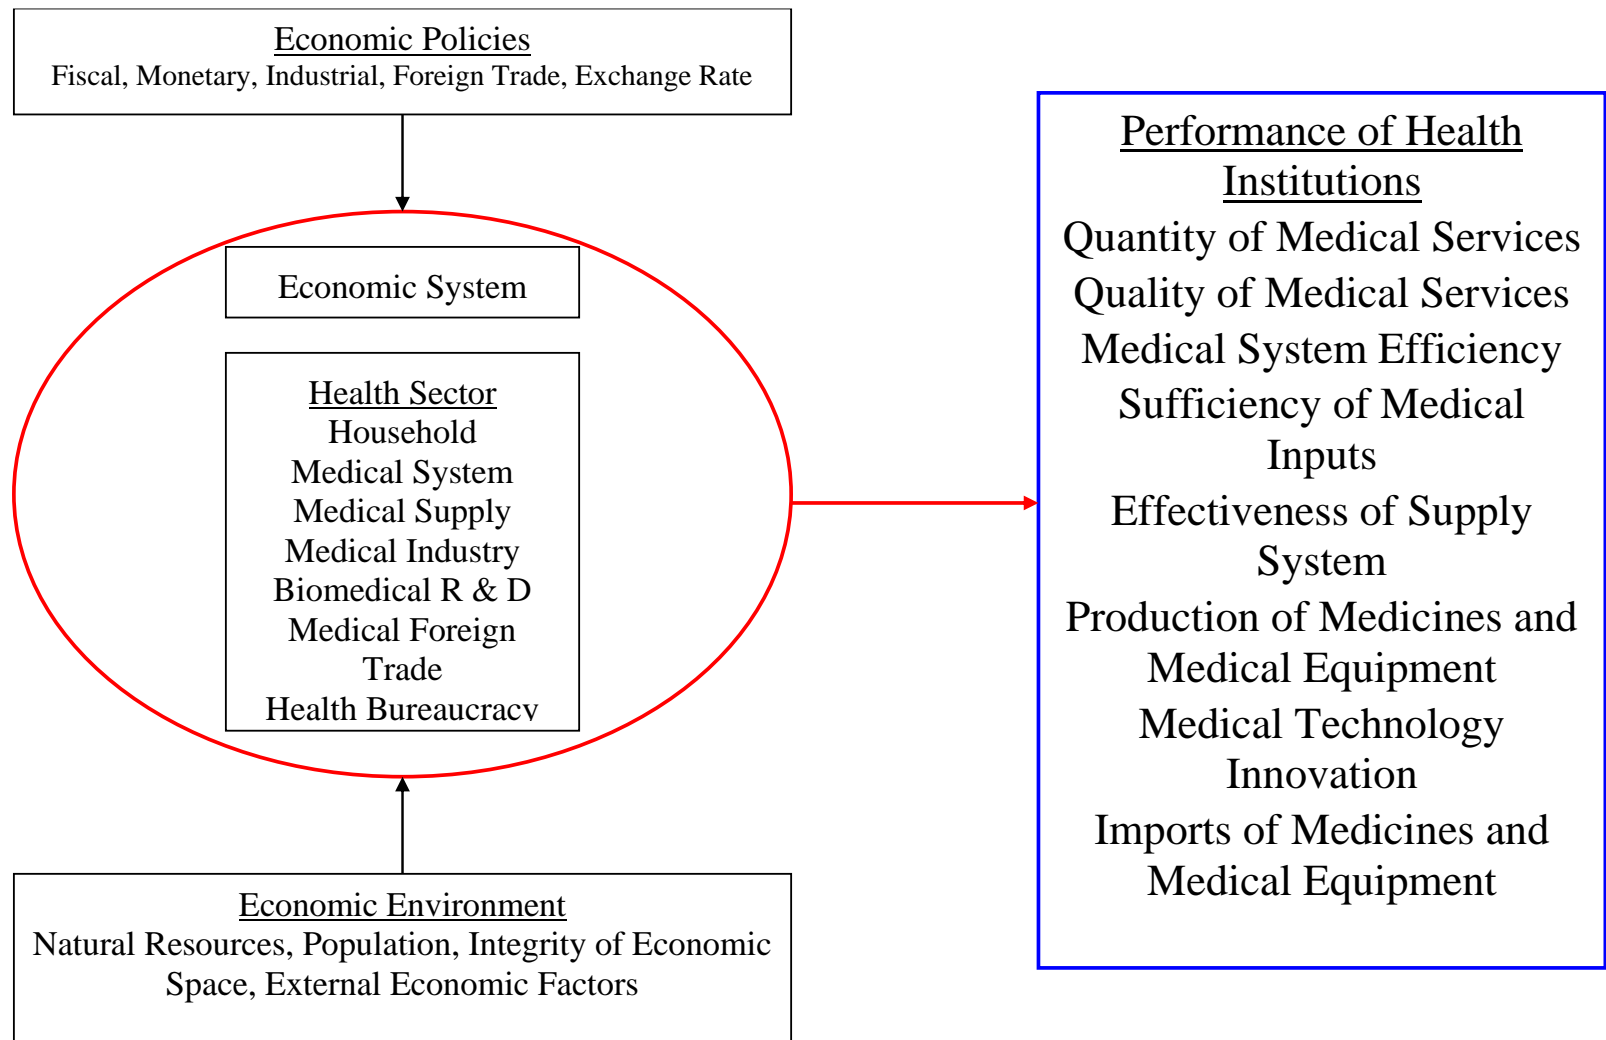 Economic Policies
Fiscal, Monetary, Industrial, Foreign Trade, Exchange Rate
Economic System
Health Sector
Household
Medical System
Medical Supply
Medical Industry
Biomedical R & D
Medical Foreign
Trade
Health Bureaucracy
Economic Environment
Natural Resources, Population, Integrity of Economic
Space, External Economic Factors
Performance of Health
Institutions
Quantity of Medical Services
Quality of Medical Services
Medical System Efficiency
Sufficiency of Medical
Inputs
Effectiveness of Supply
System
Production of Medicines and
Medical Equipment
Medical Technology
Innovation
Imports of Medicines and
Medical Equipment